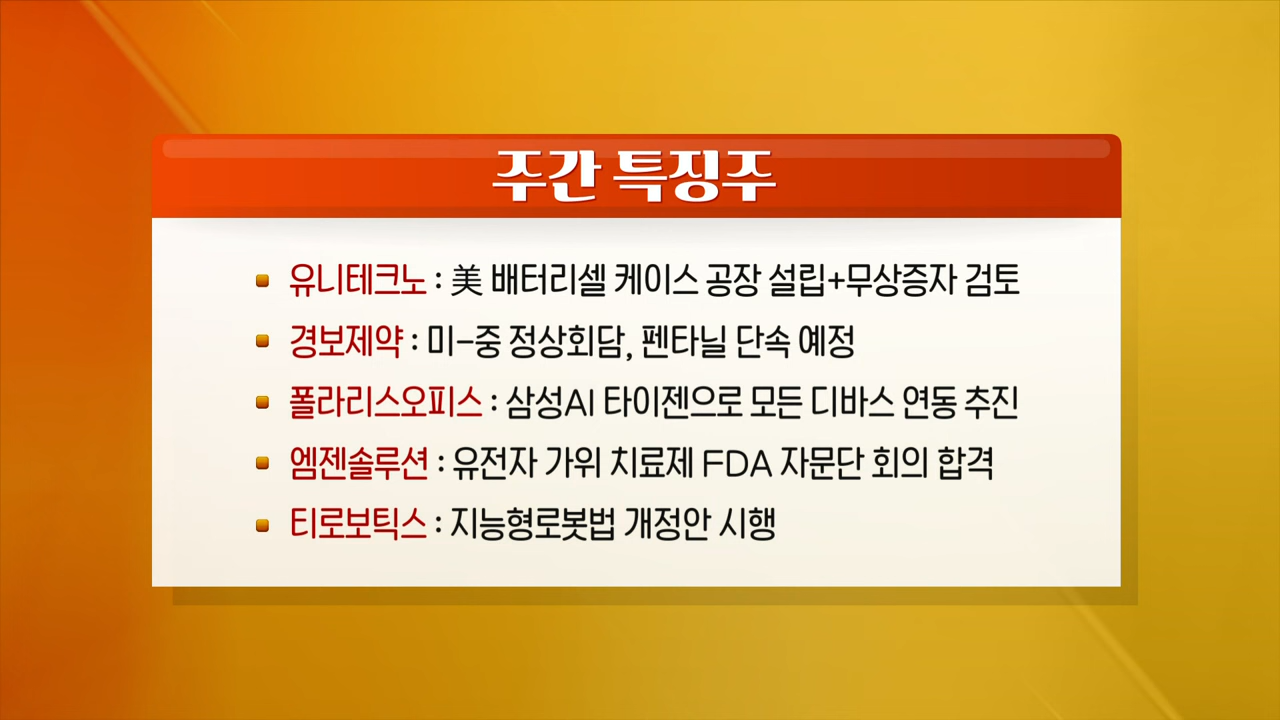 주간 특징주
유니테크노 : 美 배터리셀 케이스 공장 설립+무상증자 검토
경보제약 : 미-중 정상회담, 펜타닐 단속 예정
폴라리스오피스 : 삼성AI 타이젠으로 모든 디바스 연동 추진
엠젠솔루션 : 유전자 가위 치료제 FDA 자문단 회의 합격
티로보틱스 : 지능형로봇법 개정안 시행